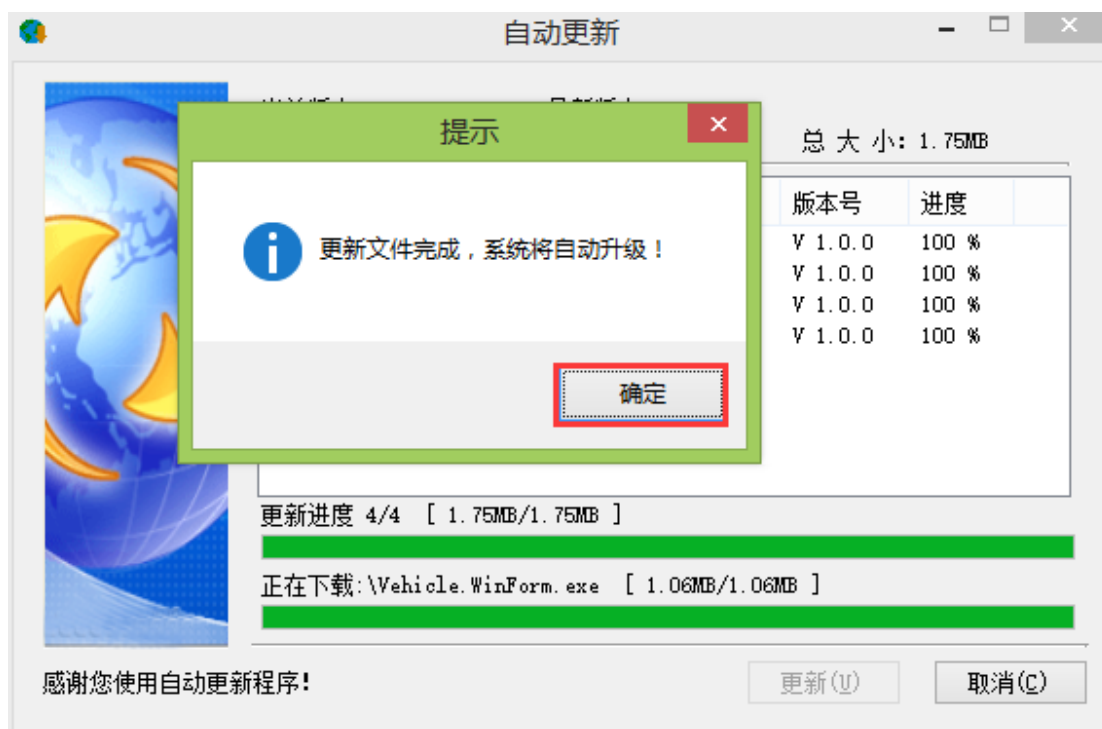 自动更新
提示
总 大 小: 1.75MB
版本号 进度
更新文件完成，系统将自动升级！
V 1.0.0 100 %
V 1.0.0 100 %
V 1.0.0 100 %
V 1.0.0 100 %
确定
更新进度 4/4 [ 1.75MB/1.75MB ]
正在下载:\Vehicle.WinForm.exe [ 1.06MB/1.06MB ]
感谢您使用自动更新程序!
更新(U) 取消(C)